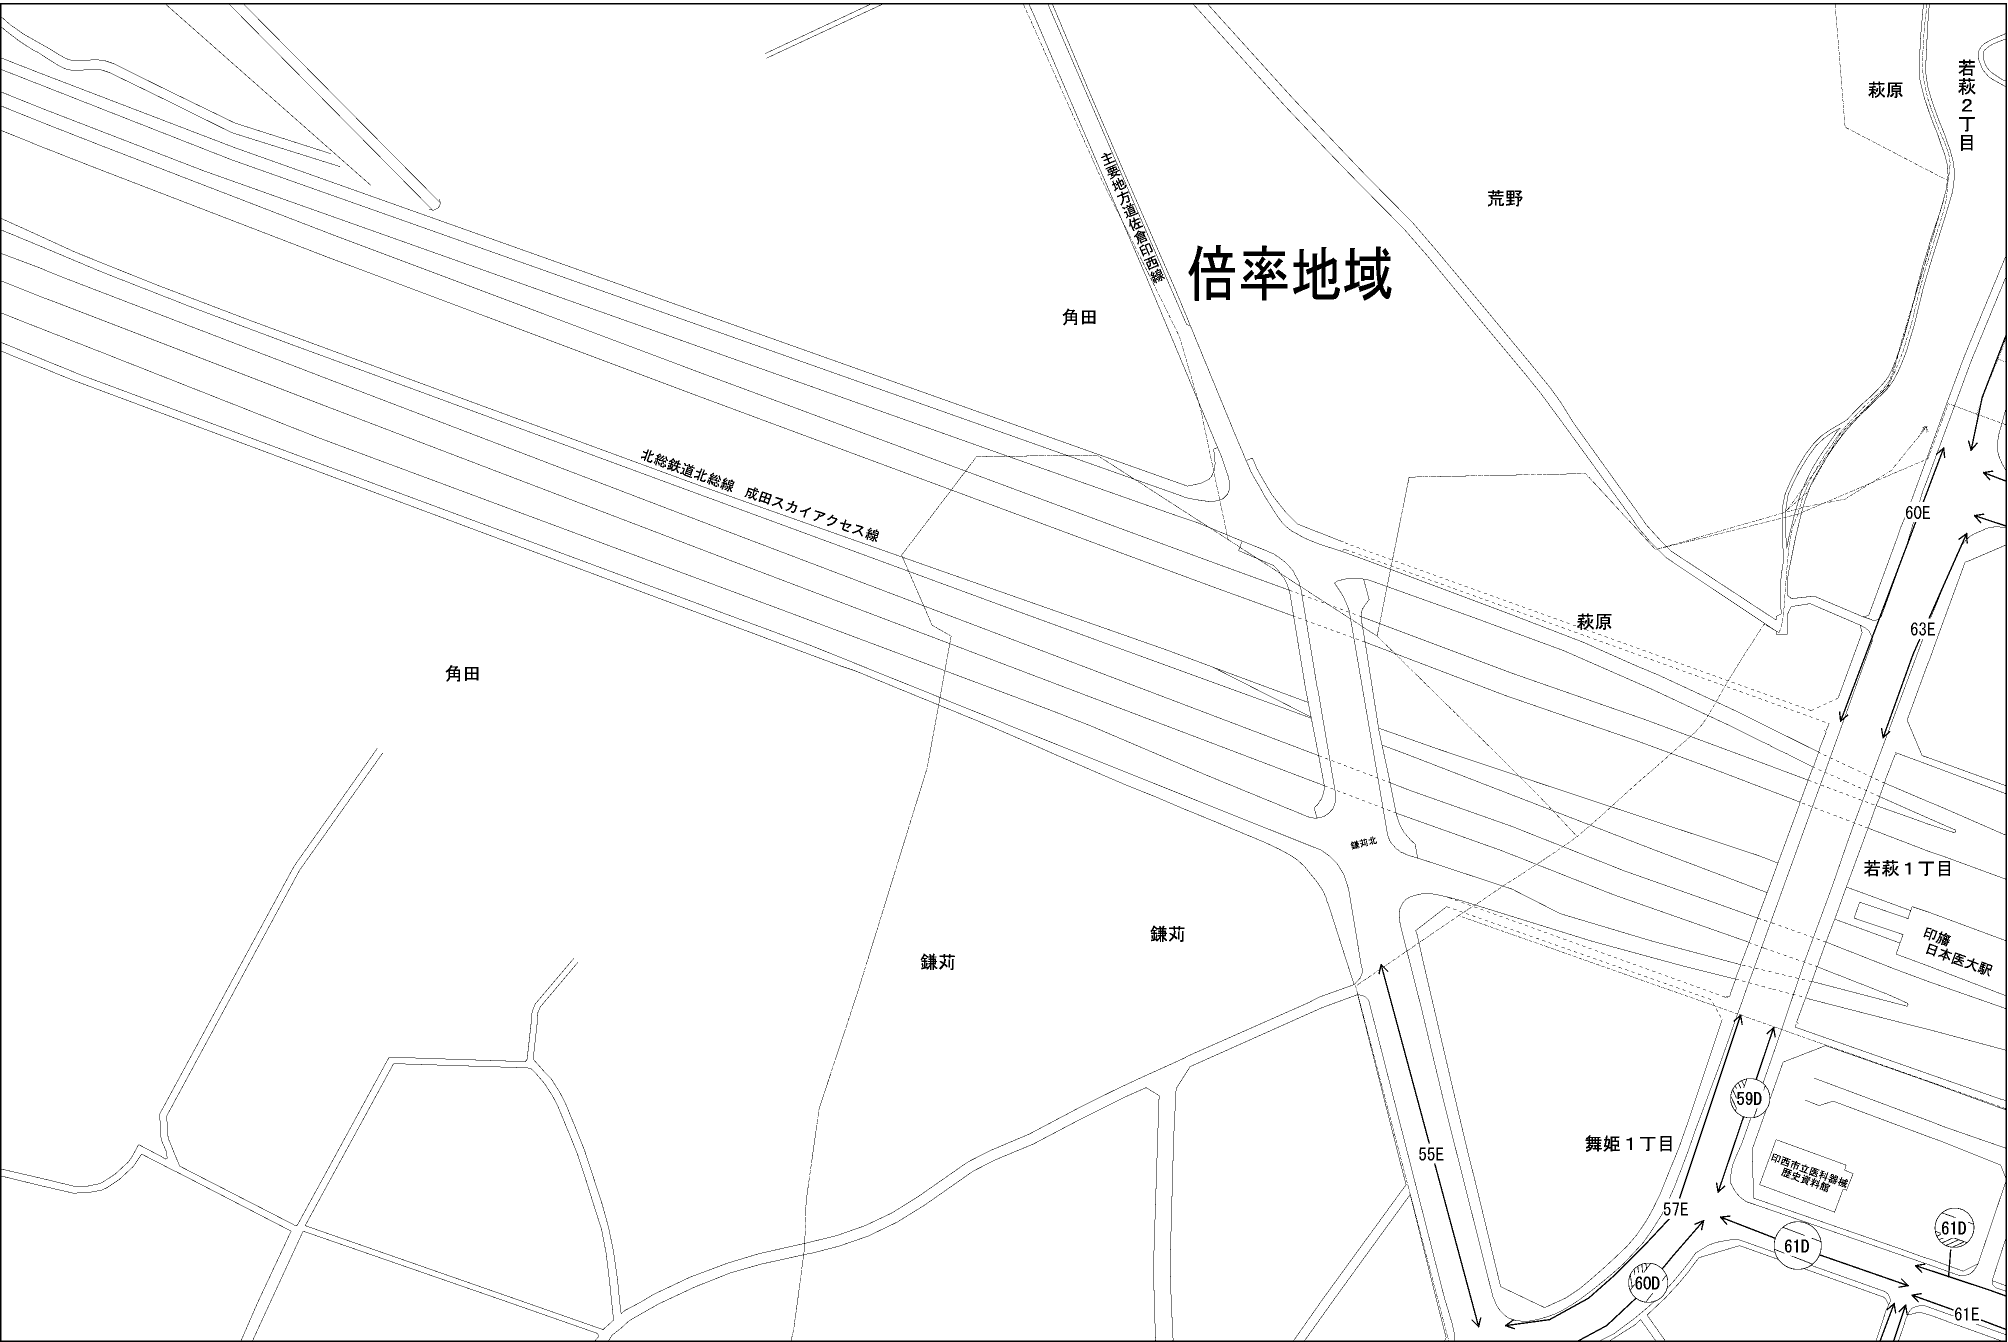 若萩２丁目
萩原
主要地方道佐倉印西線
荒野
倍率地域
角田
北総鉄道北総線 成田スカイアクセス線
60E
萩原
63E
角田
鎌苅北
若萩１丁目
鎌苅
鎌苅
印旛
日本医大駅
59D
55E
舞姫１丁目
印西市立医科器械
歴史資料館
57E
61D
61D
60D
61E